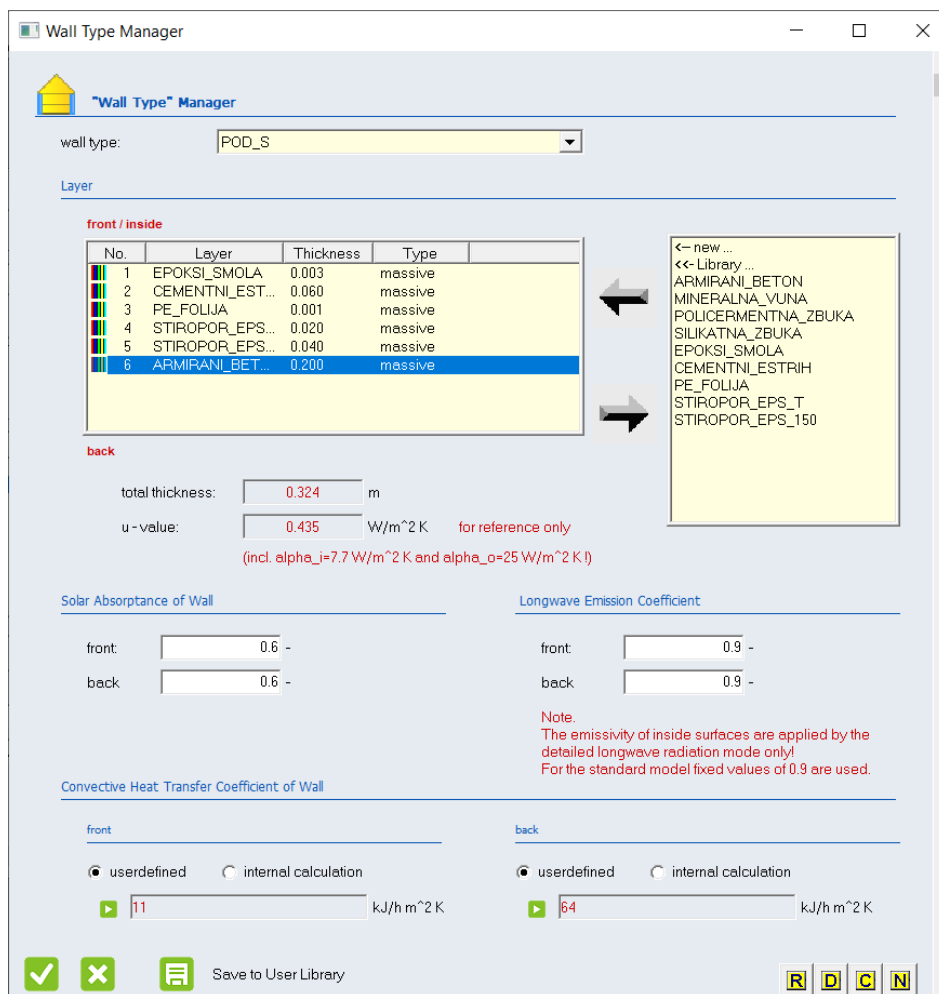 Wall Type Manager
"Wall Type" Manager
wall type: POD_S
Layer
front / inside
No. Layer Thickness Type
1 EPOKSI_SMOLA 0.003 massive
2 CEMENTNI_EST... 0.060 massive
3 PE_FOLIJA 0.001 massive
4 STIROPOR_EPS... 0.020 massive
5 STIROPOR_EPS... 0.040 massive
6 ARMIRANI_BET... 0.200 massive
<-- new ...
<<- Library ...
ARMIRANI_BETON
MINERALNA_VUNA
POLICERMENTNA_ZBUKA
SILIKATNA_ZBUKA
EPOKSI_SMOLA
CEMENTNI_ESTRIH
PE_FOLIJA
STIROPOR_EPS_T
STIROPOR_EPS_150
back
total thickness: 0.324 m
u - value: 0.435 W/m^2 K for reference only
(incl. alpha_i=7.7 W/m^2 K and alpha_o=25 W/m^2 K !)
Solar Absorptance of Wall
front: 0.6 -
back 0.6 -
Longwave Emission Coefficient
front: 0.9 -
back 0.9 -
Note.
The emissivity of inside surfaces are applied by the
detailed longwave radiation mode only!
For the standard model fixed values of 0.9 are used.
Convective Heat Transfer Coefficient of Wall
front
userdefined internal calculation
11 kJ/h m^2 K
back
userdefined internal calculation
64 kJ/h m^2 K
Save to User Library
R D C N